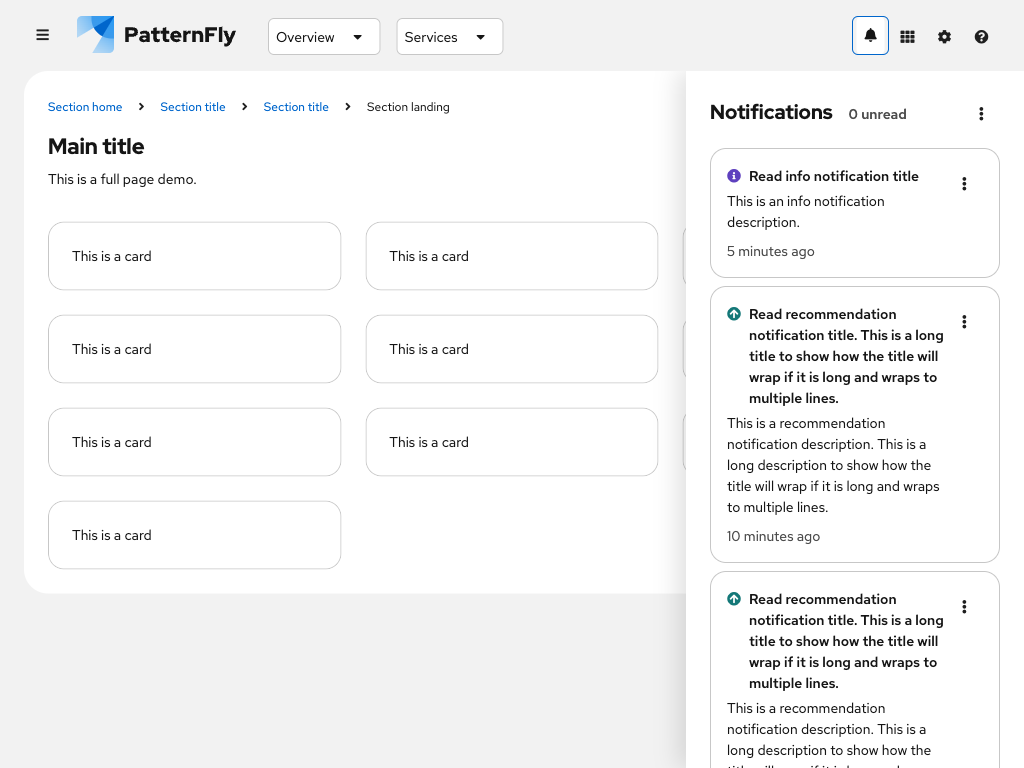 PatternFly
Overview
Services
Section home
Section title
Section title
Section landing
Main title
This is a full page demo.
This is a card
This is a card
This is a card
This is a card
This is a card
This is a card
This is a card
Notifications
0 unread
Read info notification title
This is an info notification
description.
5 minutes ago
Read recommendation
notification title. This is a long
title to show how the title will
wrap if it is long and wraps to
multiple lines.
This is a recommendation
notification description. This is a
long description to show how the
title will wrap if it is long and wraps
to multiple lines.
10 minutes ago
Read recommendation
notification title. This is a long
title to show how the title will
wrap if it is long and wraps to
multiple lines.
This is a recommendation
notification description. This is a
long description to show how the